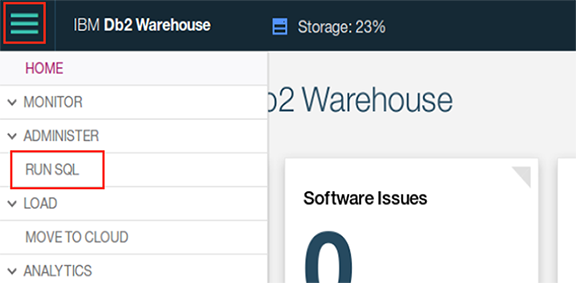 IBM Db2 Warehouse
Storage: 23%
HOME
MONITOR
ADMINISTER
RUN SQL
LOAD
MOVE TO CLOUD
ANALYTICS
b2 Warehouse
Software Issues
0